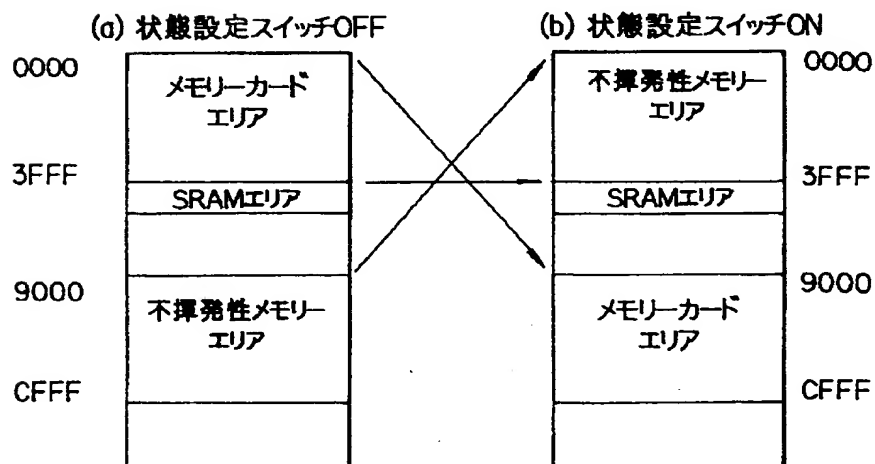 (a) 状態設定スイッチOFF
0000
メモリーカード
エリア
3FFF
SRAMエリア
9000
不揮発性メモリー
エリア
CFFF
(b) 状態設定スイッチON
0000
不揮発性メモリー
エリア
3FFF
SRAMエリア
9000
メモリーカード
エリア
CFFF